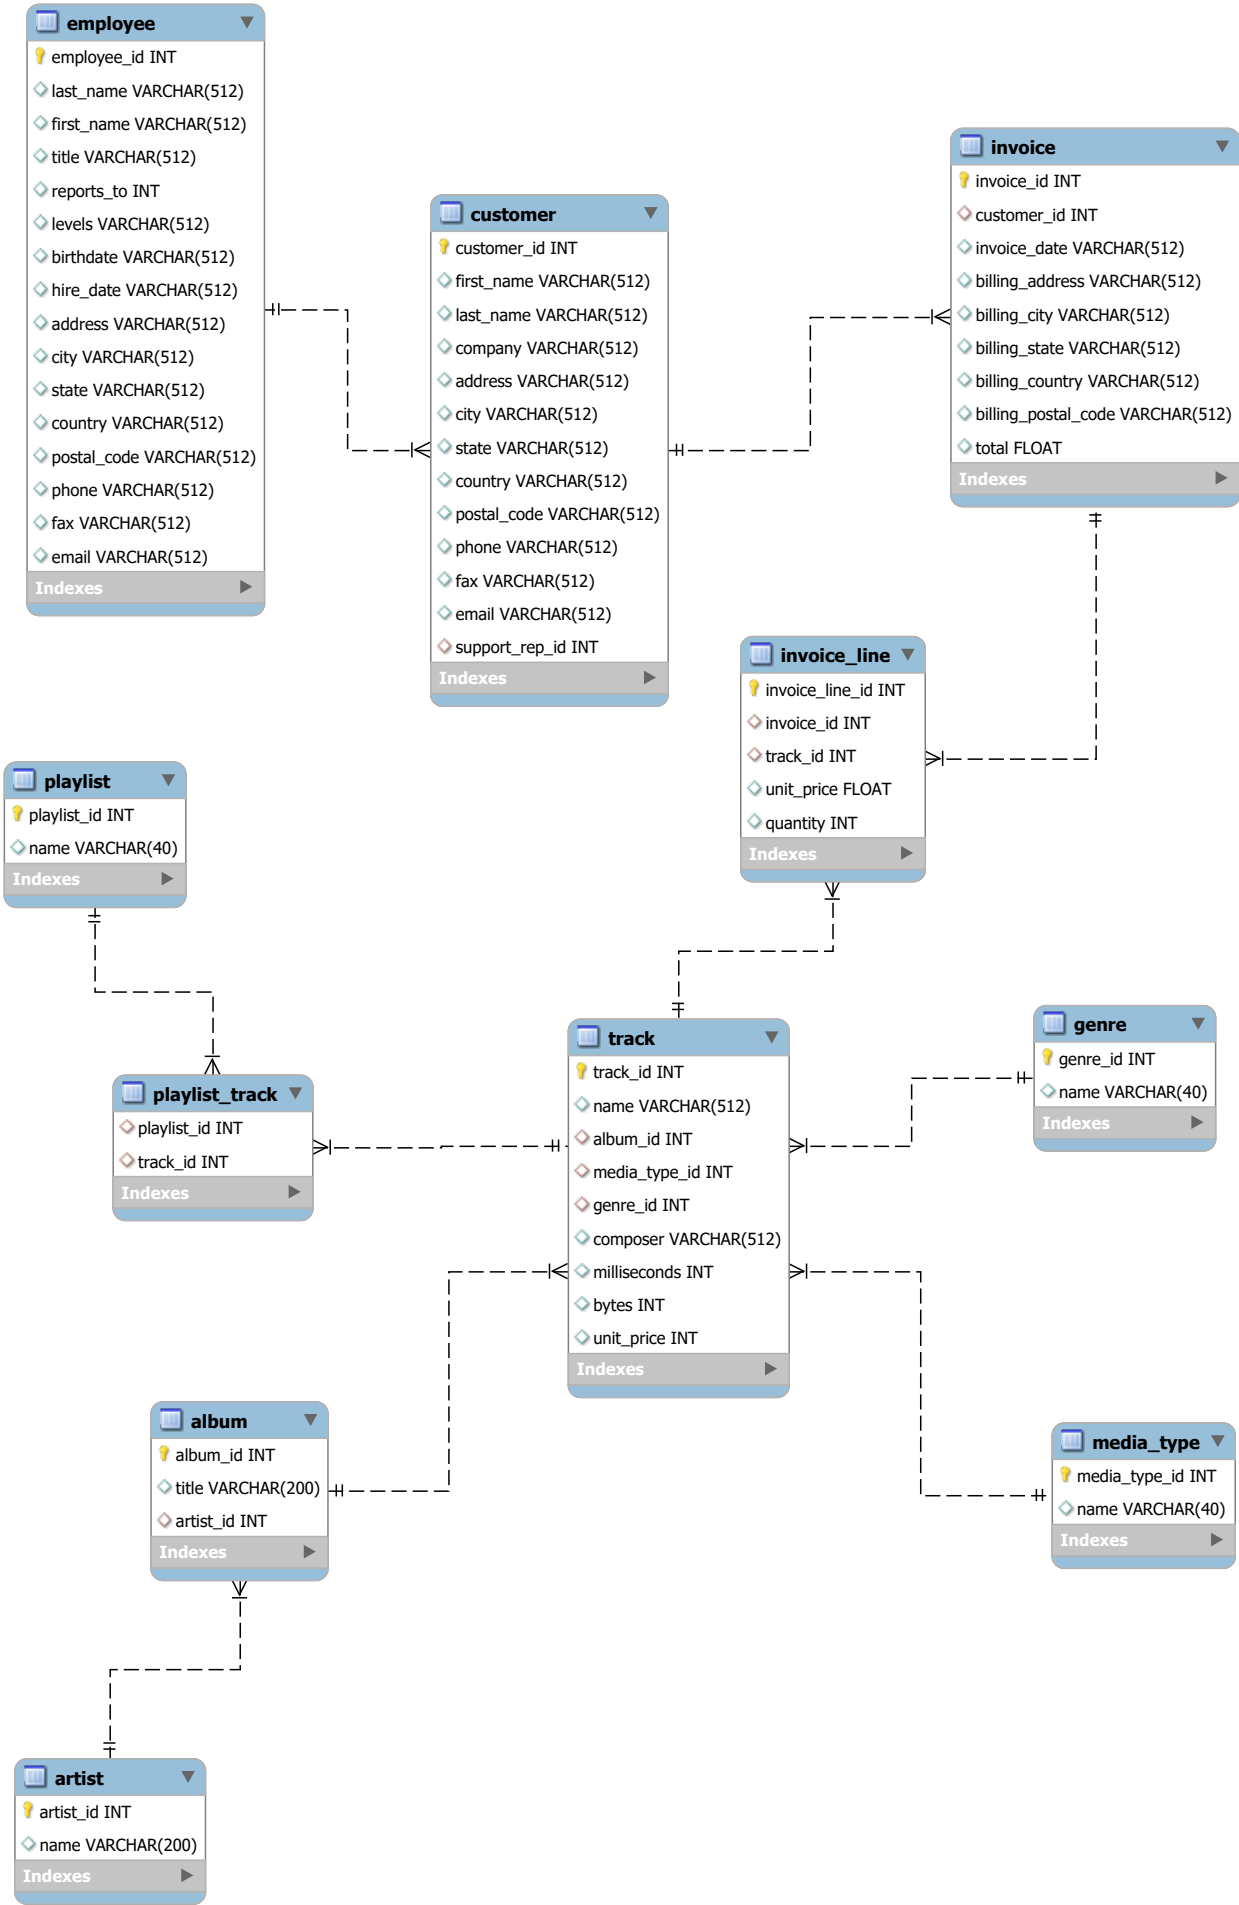 employee
employee_id INT
last_name VARCHAR(512)
first_name VARCHAR(512)
title VARCHAR(512)
reports_to INT
levels VARCHAR(512)
birthdate VARCHAR(512)
hire_date VARCHAR(512)
address VARCHAR(512)
city VARCHAR(512)
state VARCHAR(512)
country VARCHAR(512)
postal_code VARCHAR(512)
phone VARCHAR(512)
fax VARCHAR(512)
email VARCHAR(512)
Indexes
customer
customer_id INT
first_name VARCHAR(512)
last_name VARCHAR(512)
company VARCHAR(512)
address VARCHAR(512)
city VARCHAR(512)
state VARCHAR(512)
country VARCHAR(512)
postal_code VARCHAR(512)
phone VARCHAR(512)
fax VARCHAR(512)
email VARCHAR(512)
support_rep_id INT
Indexes
invoice
invoice_id INT
customer_id INT
invoice_date VARCHAR(512)
billing_address VARCHAR(512)
billing_city VARCHAR(512)
billing_state VARCHAR(512)
billing_country VARCHAR(512)
billing_postal_code VARCHAR(512)
total FLOAT
Indexes
invoice_line
invoice_line_id INT
invoice_id INT
track_id INT
unit_price FLOAT
quantity INT
Indexes
playlist
playlist_id INT
name VARCHAR(40)
Indexes
playlist_track
playlist_id INT
track_id INT
Indexes
track
track_id INT
name VARCHAR(512)
album_id INT
media_type_id INT
genre_id INT
composer VARCHAR(512)
milliseconds INT
bytes INT
unit_price INT
Indexes
genre
genre_id INT
name VARCHAR(40)
Indexes
album
album_id INT
title VARCHAR(200)
artist_id INT
Indexes
media_type
media_type_id INT
name VARCHAR(40)
Indexes
artist
artist_id INT
name VARCHAR(200)
Indexes